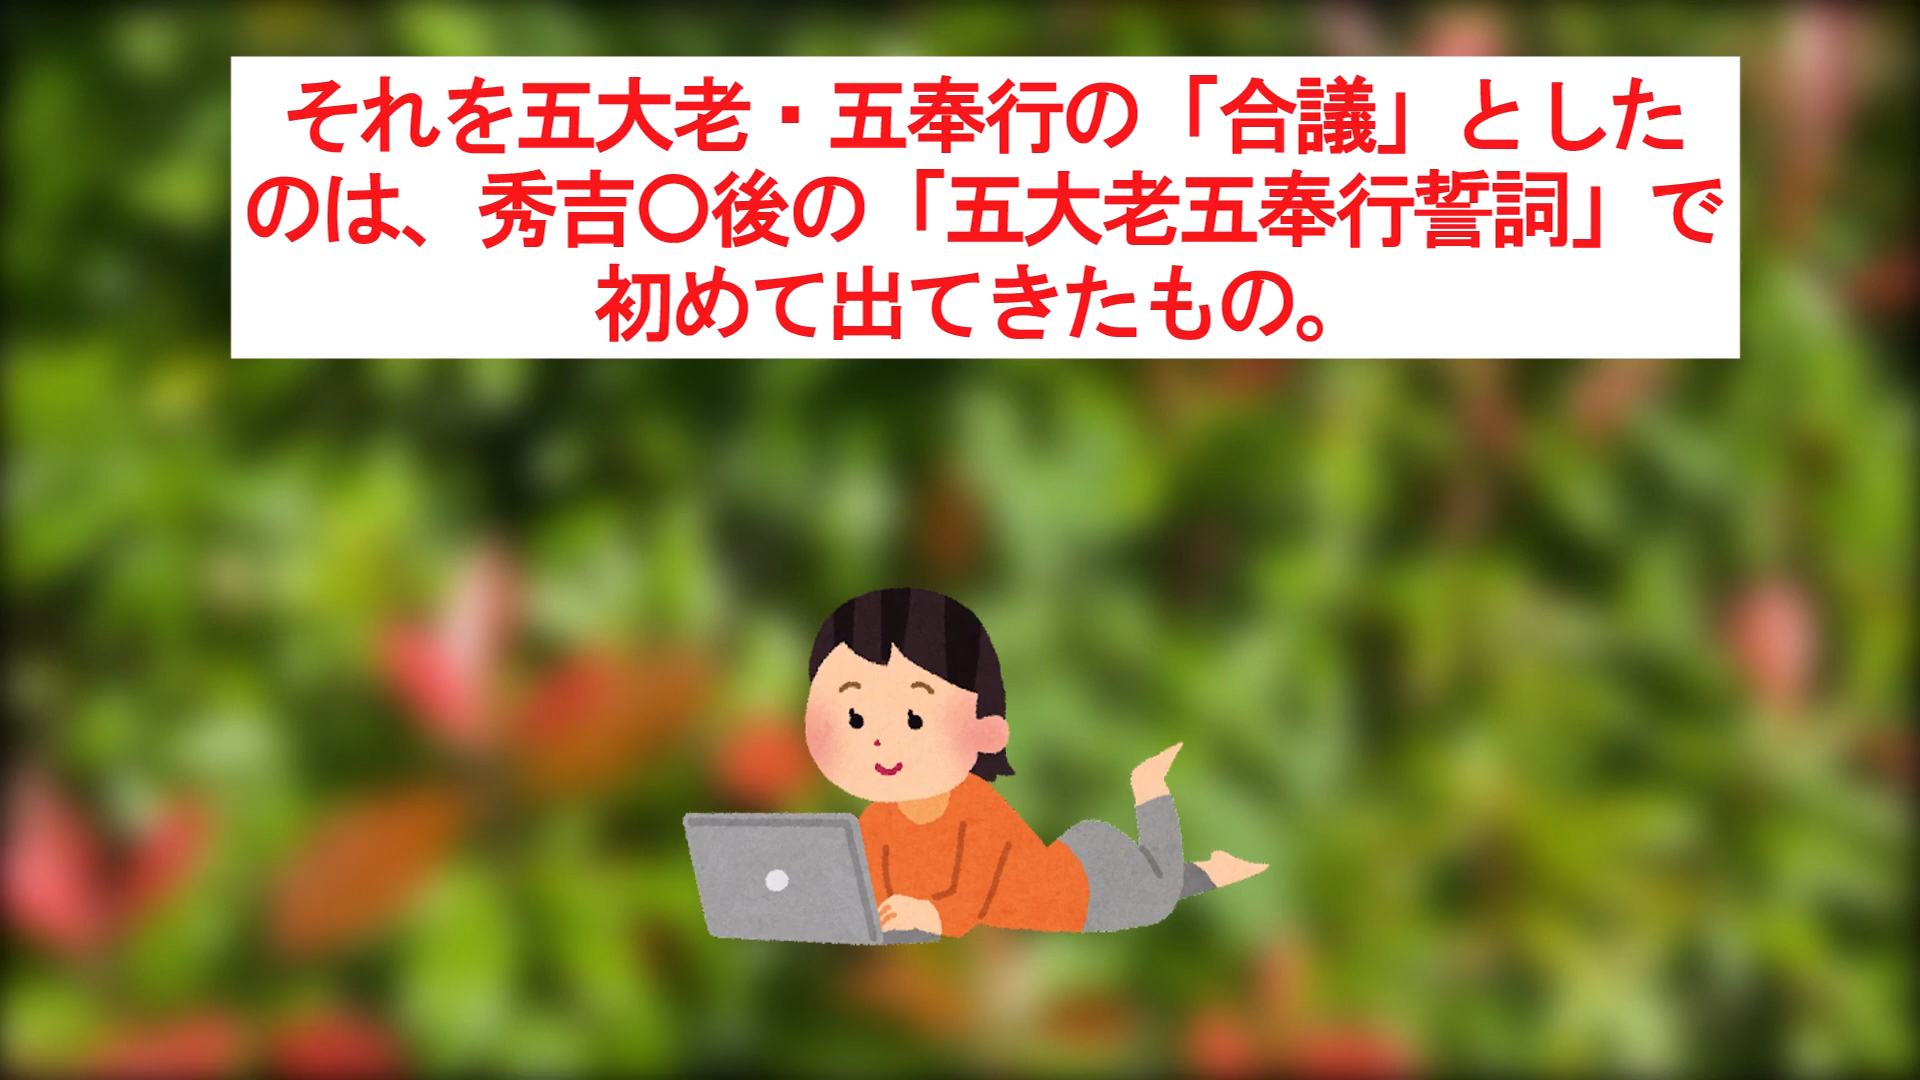 それを五大老・五奉行の「合議」とした
のは、秀吉〇後の「五大老五奉行誓詞」で
初めて出てきたもの。